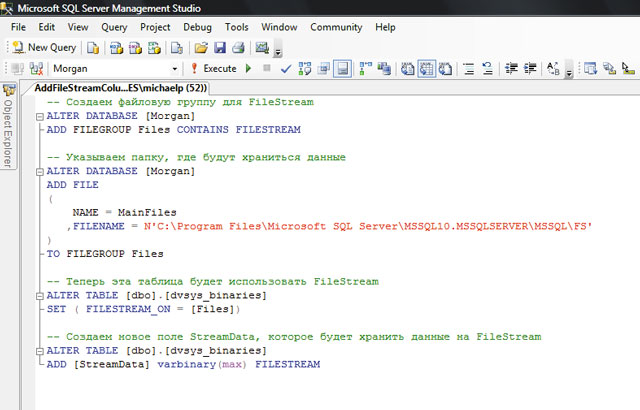 Microsoft SQL Server Management Studio
File Edit View Query Project Debug Tools Window Community Help
New Query
Morgan Execute
AddFileStreamColu...ES\michaelp (52))
Object Explorer
-- Создаем файловую группу для FileStream
ALTER DATABASE [Morgan]
ADD FILEGROUP Files CONTAINS FILESTREAM
-- Указываем папку, где будут храниться данные
ALTER DATABASE [Morgan]
ADD FILE
(
NAME = MainFiles
,FILENAME = N'C:\Program Files\Microsoft SQL Server\MSSQL10.MSSQLSERVER\MSSQL\FS'
)
TO FILEGROUP Files
-- Теперь эта таблица будет использовать FileStream
ALTER TABLE [dbo].[dvsys_binaries]
SET ( FILESTREAM_ON = [Files])
-- Создаем новое поле StreamData, которое будет хранить данные на FileStream
ALTER TABLE [dbo].[dvsys_binaries]
ADD [StreamData] varbinary(max) FILESTREAM